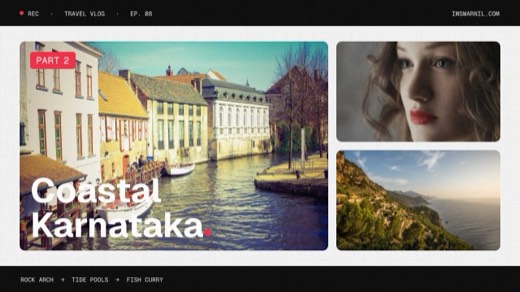 REC · TRAVEL VLOG · EP. 08
IMSWARNIL.COM
PART 2
Coastal
Karnataka.
ROCK ARCH → TIDE POOLS → FISH CURRY